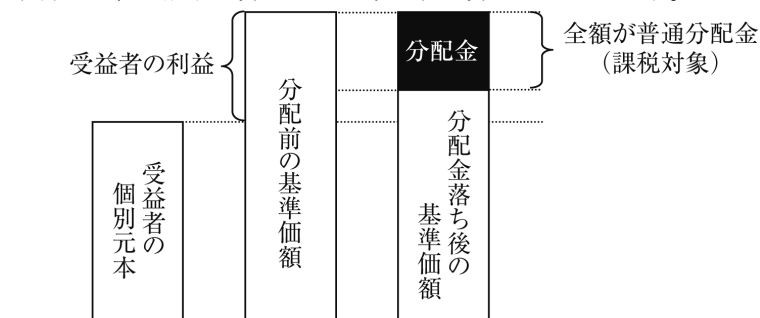 受益者の利益
分配金
全額が普通分配金
（課税対象）
受益者の
個別元本
分配前の基準価額
分配金落ち後の
基準価額